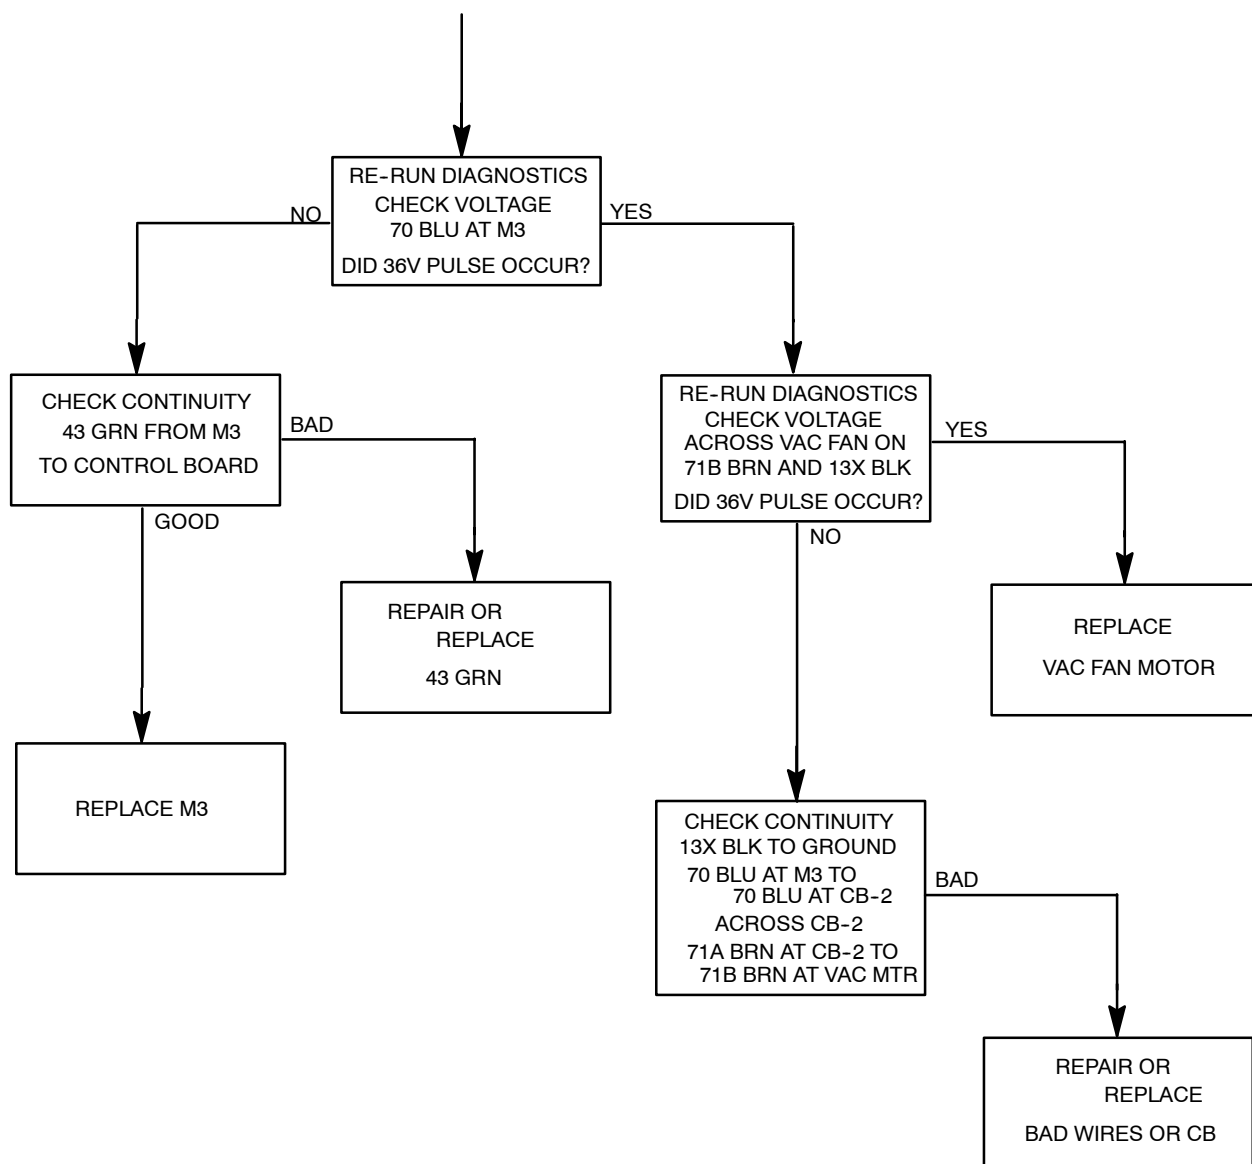 RE-RUN DIAGNOSTICS
CHECK VOLTAGE
70 BLU AT M3
DID 36V PULSE OCCUR?
NO
YES
CHECK CONTINUITY
43 GRN FROM M3
TO CONTROL BOARD
BAD
GOOD
RE-RUN DIAGNOSTICS
CHECK VOLTAGE
ACROSS VAC FAN ON
71B BRN AND 13X BLK
DID 36V PULSE OCCUR?
YES
NO
REPAIR OR
REPLACE
43 GRN
REPLACE
VAC FAN MOTOR
REPLACE M3
CHECK CONTINUITY
13X BLK TO GROUND
70 BLU AT M3 TO
70 BLU AT CB-2
ACROSS CB-2
71A BRN AT CB-2 TO
71B BRN AT VAC MTR
BAD
REPAIR OR
REPLACE
BAD WIRES OR CB